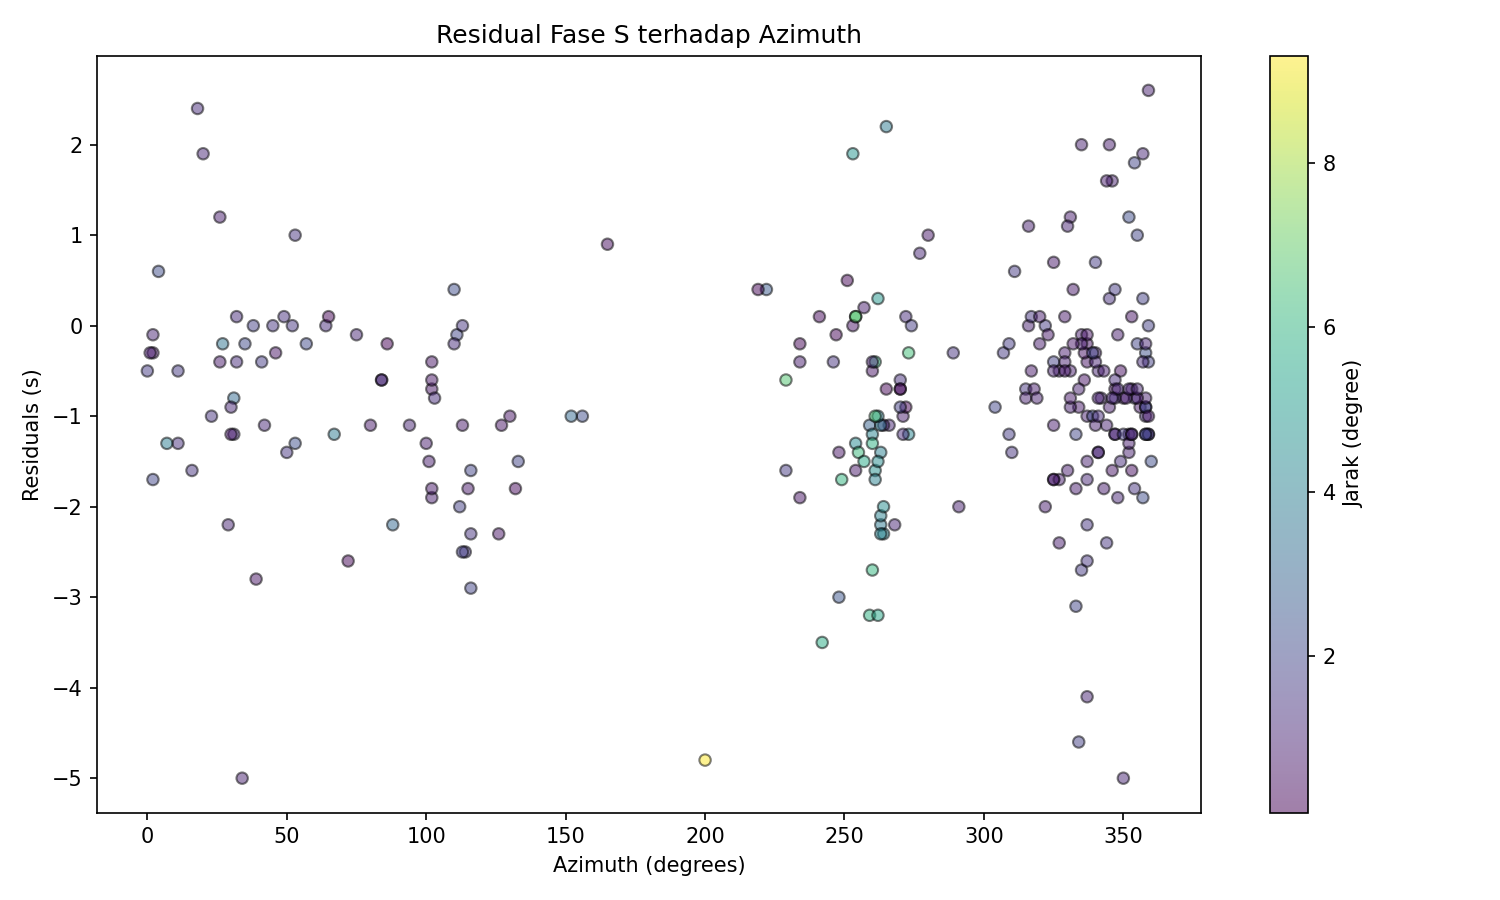 Residual Fase S terhadap Azimuth
Residuals (s)
2
1
0
−1
−2
−3
−4
−5
0 50 100 150 200 250 300 350
Azimuth (degrees)
8
6
4
2
Jarak (degree)